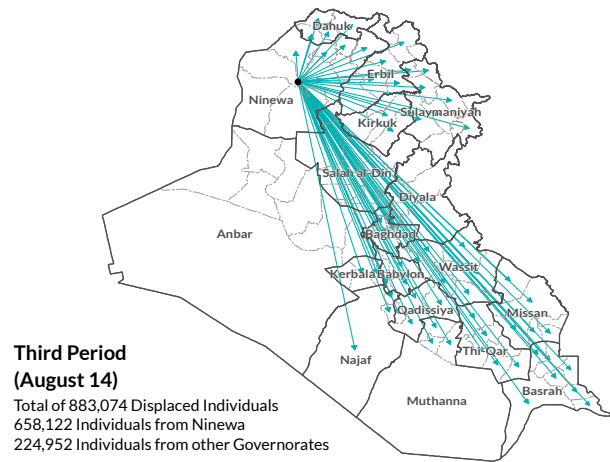 Dahuk
Erbil
Ninewa
Sulaymaniyah
Kirkuk
Salah al-Din
Diyala
Anbar
Baghdad
Wassit
Kerbala
Babylon
Qadissiya
Missan
Thi-Qar
Najaf
Basrah
Muthanna
Third Period
(August 14)
Total of 883,074 Displaced Individuals
658,122 Individuals from Ninewa
224,952 Individuals from other Governorates